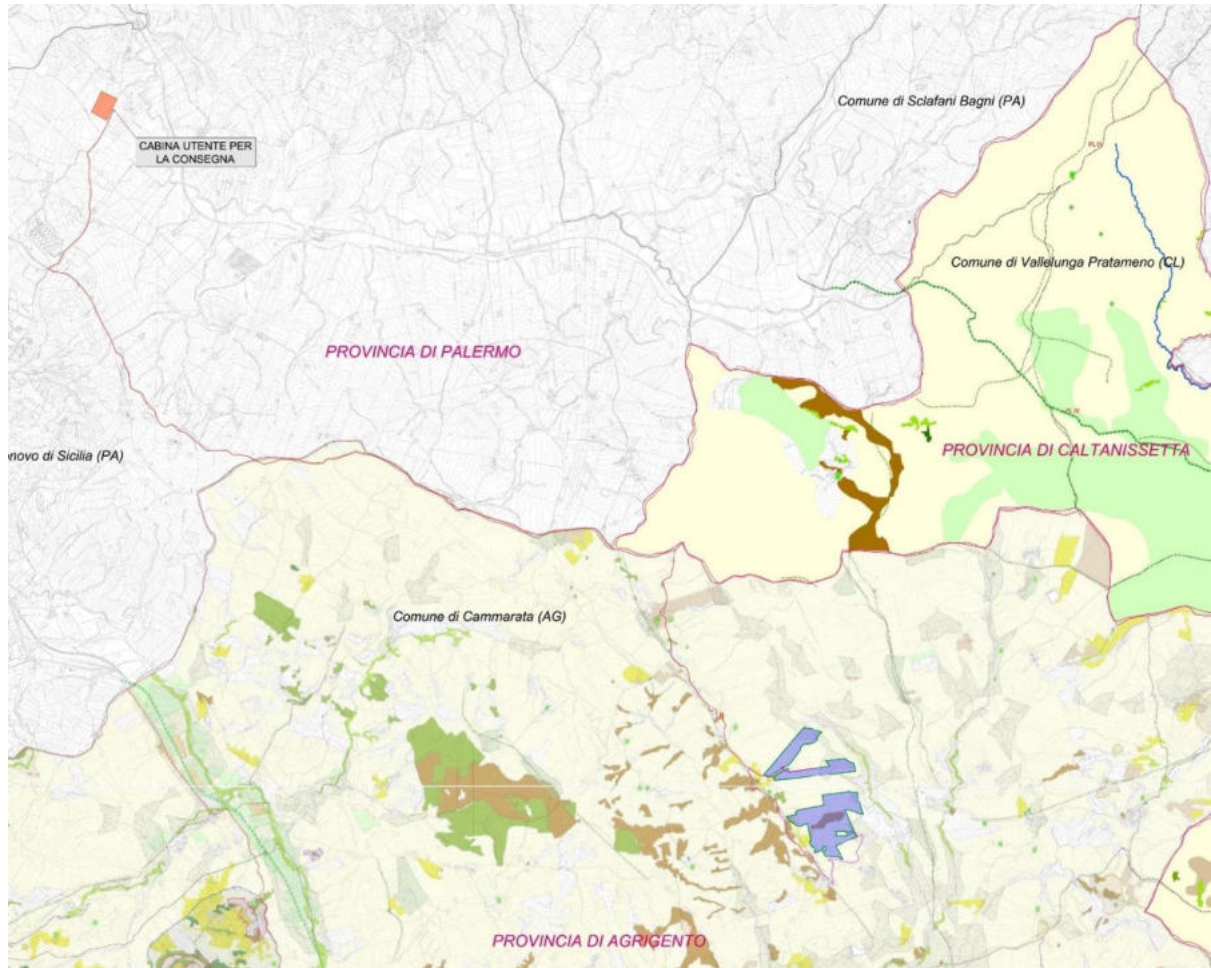 Comune di Sclafani Bagni (PA)
CABINA UTENTE PER
LA CONSEGNA
Comune di Vallelunga Pratameno (CL)
PROVINCIA DI PALERMO
PROVINCIA DI CALTANISSETTA
novo di Sicilia (PA)
Comune di Cammarata (AG)
PROVINCIA DI AGRIGENTO